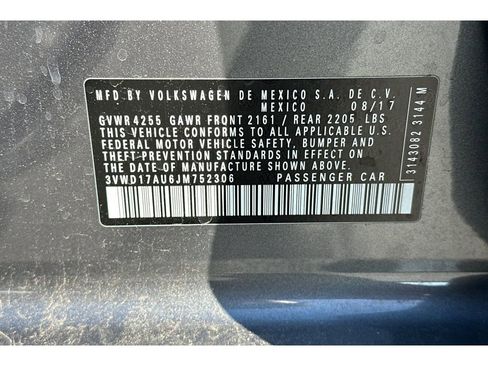 MFD BY VOLKSWAGEN DE MEXICO S.A. DE C.V.
MEXICO 08/17
GVWR 4255 GAWR FRONT 2161 / REAR 2205 LBS
THIS VEHICLE CONFORMS TO ALL APPLICABLE U.S.
FEDERAL MOTOR VEHICLE SAFETY, BUMPER, AND
THEFT PREVENTION STANDARDS IN EFFECT ON
THE DATE OF MANUFACTURE SHOWN ABOVE.
3VWD17AU6JM752306 PASSENGER CAR
3143082 3144 M